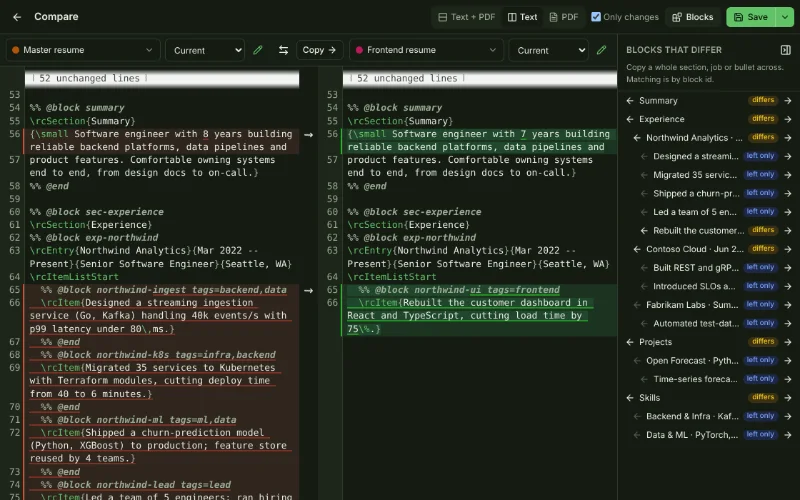 Compare
Text + PDF
Text
PDF
Only changes
Blocks
Save
Master resume
Current
Copy →
Frontend resume
Current
BLOCKS THAT DIFFER
Copy a whole section, job or bullet across.
Matching is by block id.
52 unchanged lines
53
54 %% @block summary
55 \rcSection{Summary}
56 {\small Software engineer with 8 years building
reliable backend platforms, data pipelines and
57 product features. Comfortable owning systems
end to end, from design docs to on-call.}
58 %% @end
59
60 %% @block sec-experience
61 \rcSection{Experience}
62 %% @block exp-northwind
63 \rcEntry{Northwind Analytics}{Mar 2022 --
Present}{Senior Software Engineer}{Seattle, WA}
64 \rcItemListStart
65 %% @block northwind-ingest tags=backend,data
66 \rcItem{Designed a streaming ingestion
service (Go, Kafka) handling 40k events/s with
p99 latency under 80\,ms.}
67 %% @end
68 %% @block northwind-k8s tags=infra,backend
69 \rcItem{Migrated 35 services to Kubernetes
with Terraform modules, cutting deploy time
from 40 to 6 minutes.}
70 %% @end
71 %% @block northwind-ml tags=ml,data
72 \rcItem{Shipped a churn-prediction model
(Python, XGBoost) to production; feature store
reused by 4 teams.}
73 %% @end
74 %% @block northwind-lead tags=lead
75 \rcItem{Led a team of 5 engineers; ran hiring
52 unchanged lines
53
54 %% @block summary
55 \rcSection{Summary}
56 {\small Software engineer with 7 years building
reliable backend platforms, data pipelines and
57 product features. Comfortable owning systems
end to end, from design docs to on-call.}
58 %% @end
59
60 %% @block sec-experience
61 \rcSection{Experience}
62 %% @block exp-northwind
63 \rcEntry{Northwind Analytics}{Mar 2022 --
Present}{Senior Software Engineer}{Seattle, WA}
64 \rcItemListStart
65 %% @block northwind-ui tags=frontend
66 \rcItem{Rebuilt the customer dashboard in
React and TypeScript, cutting load time by
75\%.}
← Summary differs →
← Experience differs →
← Northwind Analytics · ... differs →
← Designed a streami... left only →
← Migrated 35 servic... left only →
← Shipped a churn-pr... left only →
← Led a team of 5 en... left only →
← Rebuilt the customer... differs →
← Contoso Cloud · Jun 2... differs →
← Built REST and gRP... left only →
← Introduced SLOs a... left only →
← Fabrikam Labs · Sum... differs →
← Automated test-dat... left only →
← Projects differs →
← Open Forecast · Pyth... differs →
← Time-series foreca... left only →
← Skills differs →
← Backend & Infra · Kaf... left only →
← Data & ML · PyTorch,... left only →